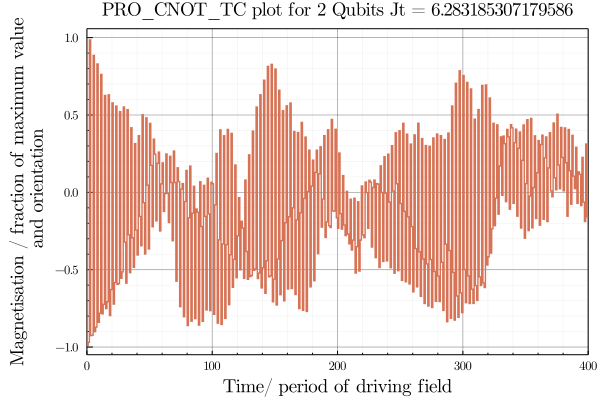 PRO_CNOT_TC plot for 2 Qubits Jt = 6.283185307179586
Magnetisation / fraction of maximum value
and orientation
1.0
0.5
0.0
−0.5
−1.0
0 100 200 300 400
Time/ period of driving field